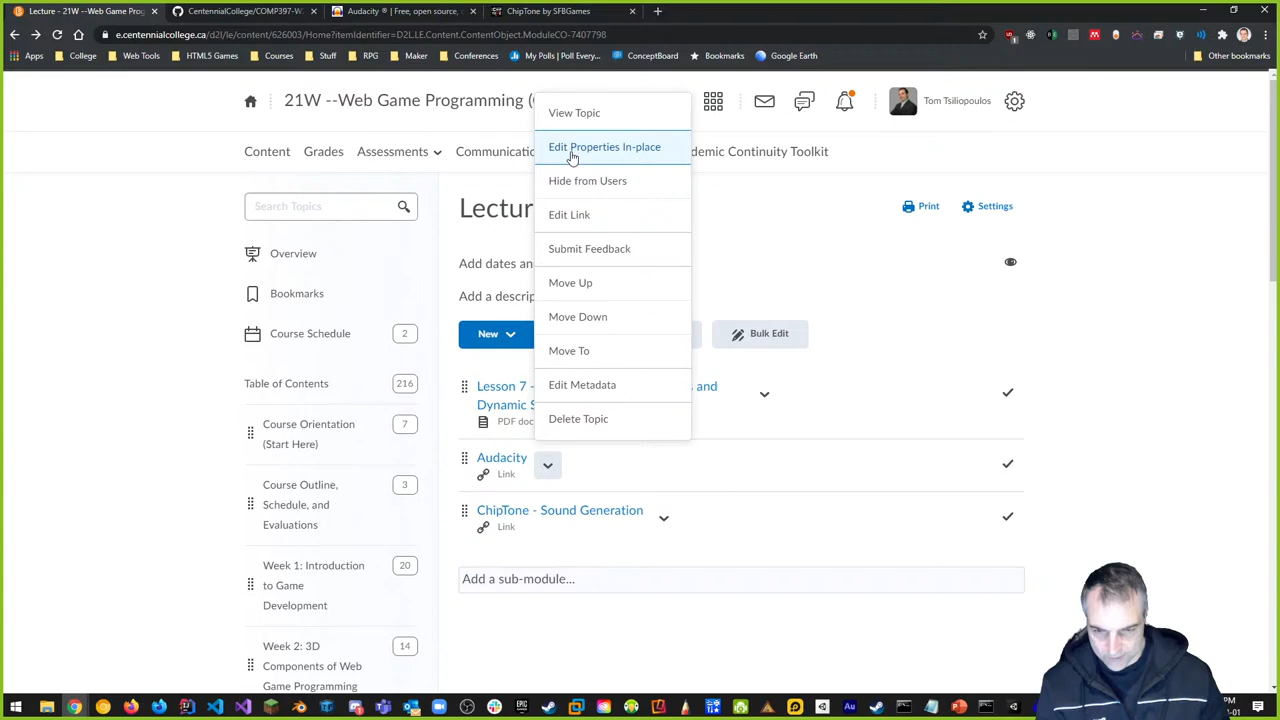 Lecture - 21W --Web Game Prog
CentennialCollege/COMP397-W
Audacity ® | Free, open source,
ChipTone by SFBGames
e.centennialcollege.ca/d2l/le/content/626003/Home?itemIdentifier=D2L.LE.Content.ContentObject.ModuleCO-7407798
Apps
College
Web Tools
HTML5 Games
Courses
Stuff
RPG
Maker
Conferences
My Polls | Poll Every...
ConceptBoard
Bookmarks
Google Earth
Other bookmarks
21W --Web Game Programming (
Tom Tsiliopoulos
Content
Grades
Assessments
Communicatio
demic Continuity Toolkit
View Topic
Edit Properties In-place
Hide from Users
Edit Link
Submit Feedback
Move Up
Move Down
Move To
Edit Metadata
Delete Topic
Search Topics
Overview
Bookmarks
Course Schedule
2
Table of Contents
216
Course Orientation
(Start Here)
7
Course Outline,
Schedule, and
Evaluations
3
Week 1: Introduction
to Game
Development
20
Week 2: 3D
Components of Web
Game Programming
14
Lecture
Print
Settings
Add dates an
Add a descrip
New
Bulk Edit
Lesson 7 -
s and
Dynamic S
PDF doc
Audacity
Link
ChipTone - Sound Generation
Link
Add a sub-module...